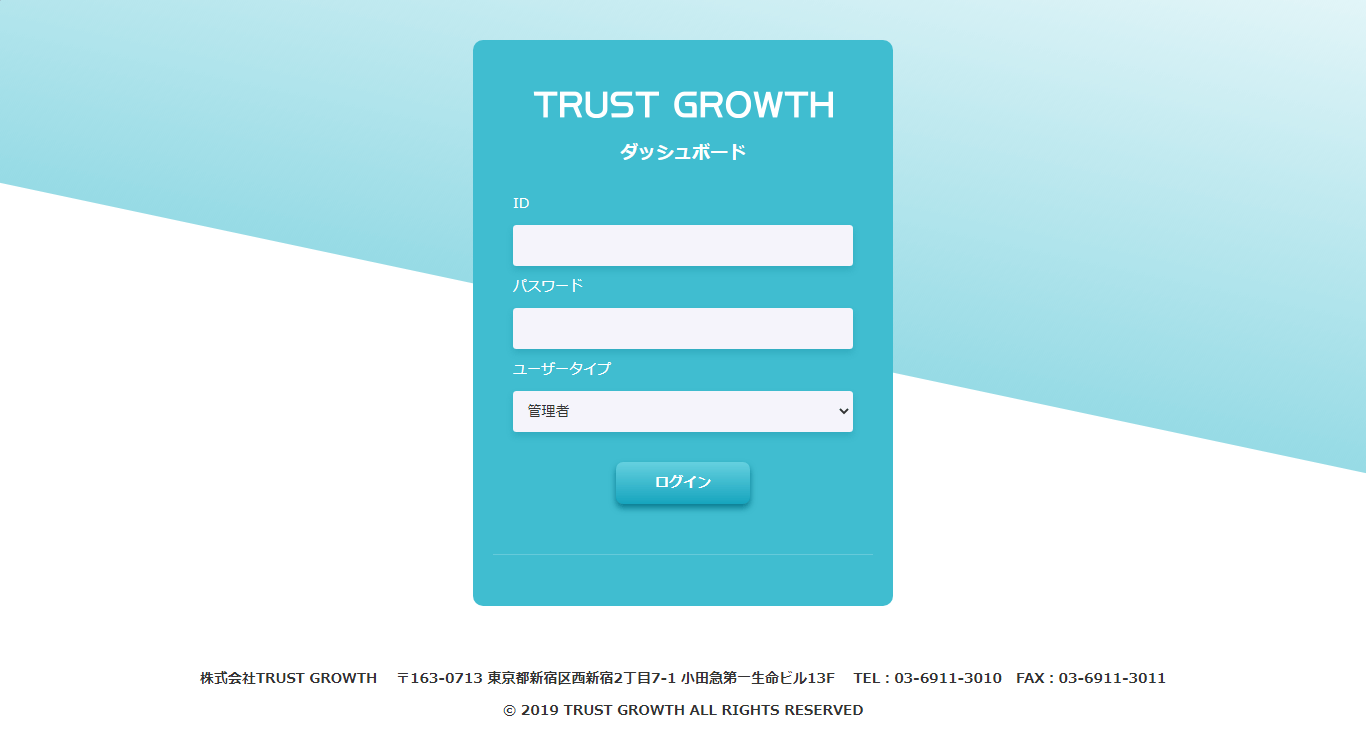 TRUST GROWTH
ダッシュボード
ID
パスワード
ユーザータイプ
管理者
ログイン
株式会社TRUST GROWTH　〒163-0713 東京都新宿区西新宿2丁目7-1 小田急第一生命ビル13F　TEL : 03-6911-3010　FAX : 03-6911-3011
© 2019 TRUST GROWTH ALL RIGHTS RESERVED